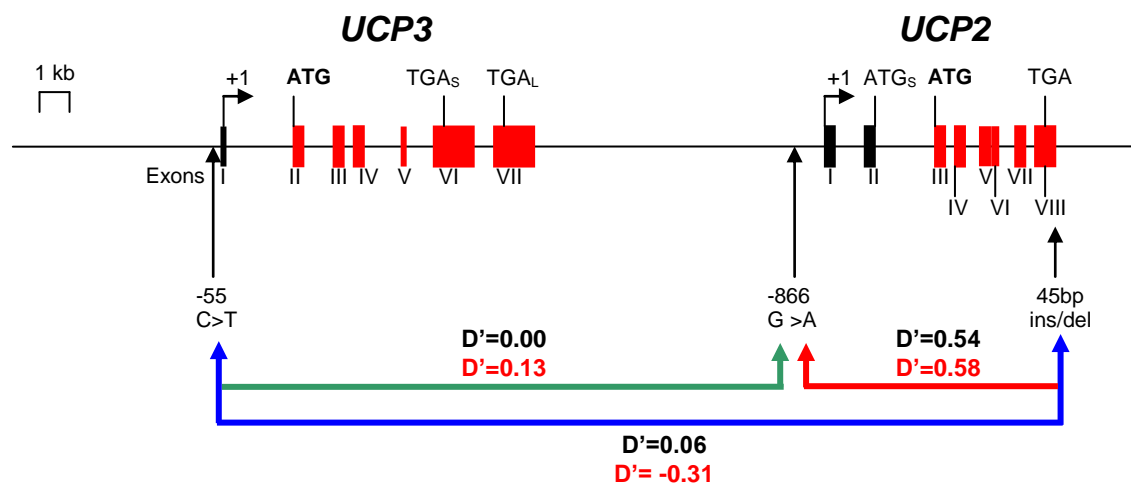 UCP3 UCP2
1 kb
+1 ATG TGAS TGAL +1 ATGS ATG TGA
Exons I II III IV V VI VII I II III V VII
IV VI VIII
-55 -866 45bp
C>T G >A ins/del
D’=0.00 D’=0.54
D’=0.13 D’=0.58
D’=0.06
D’= -0.31